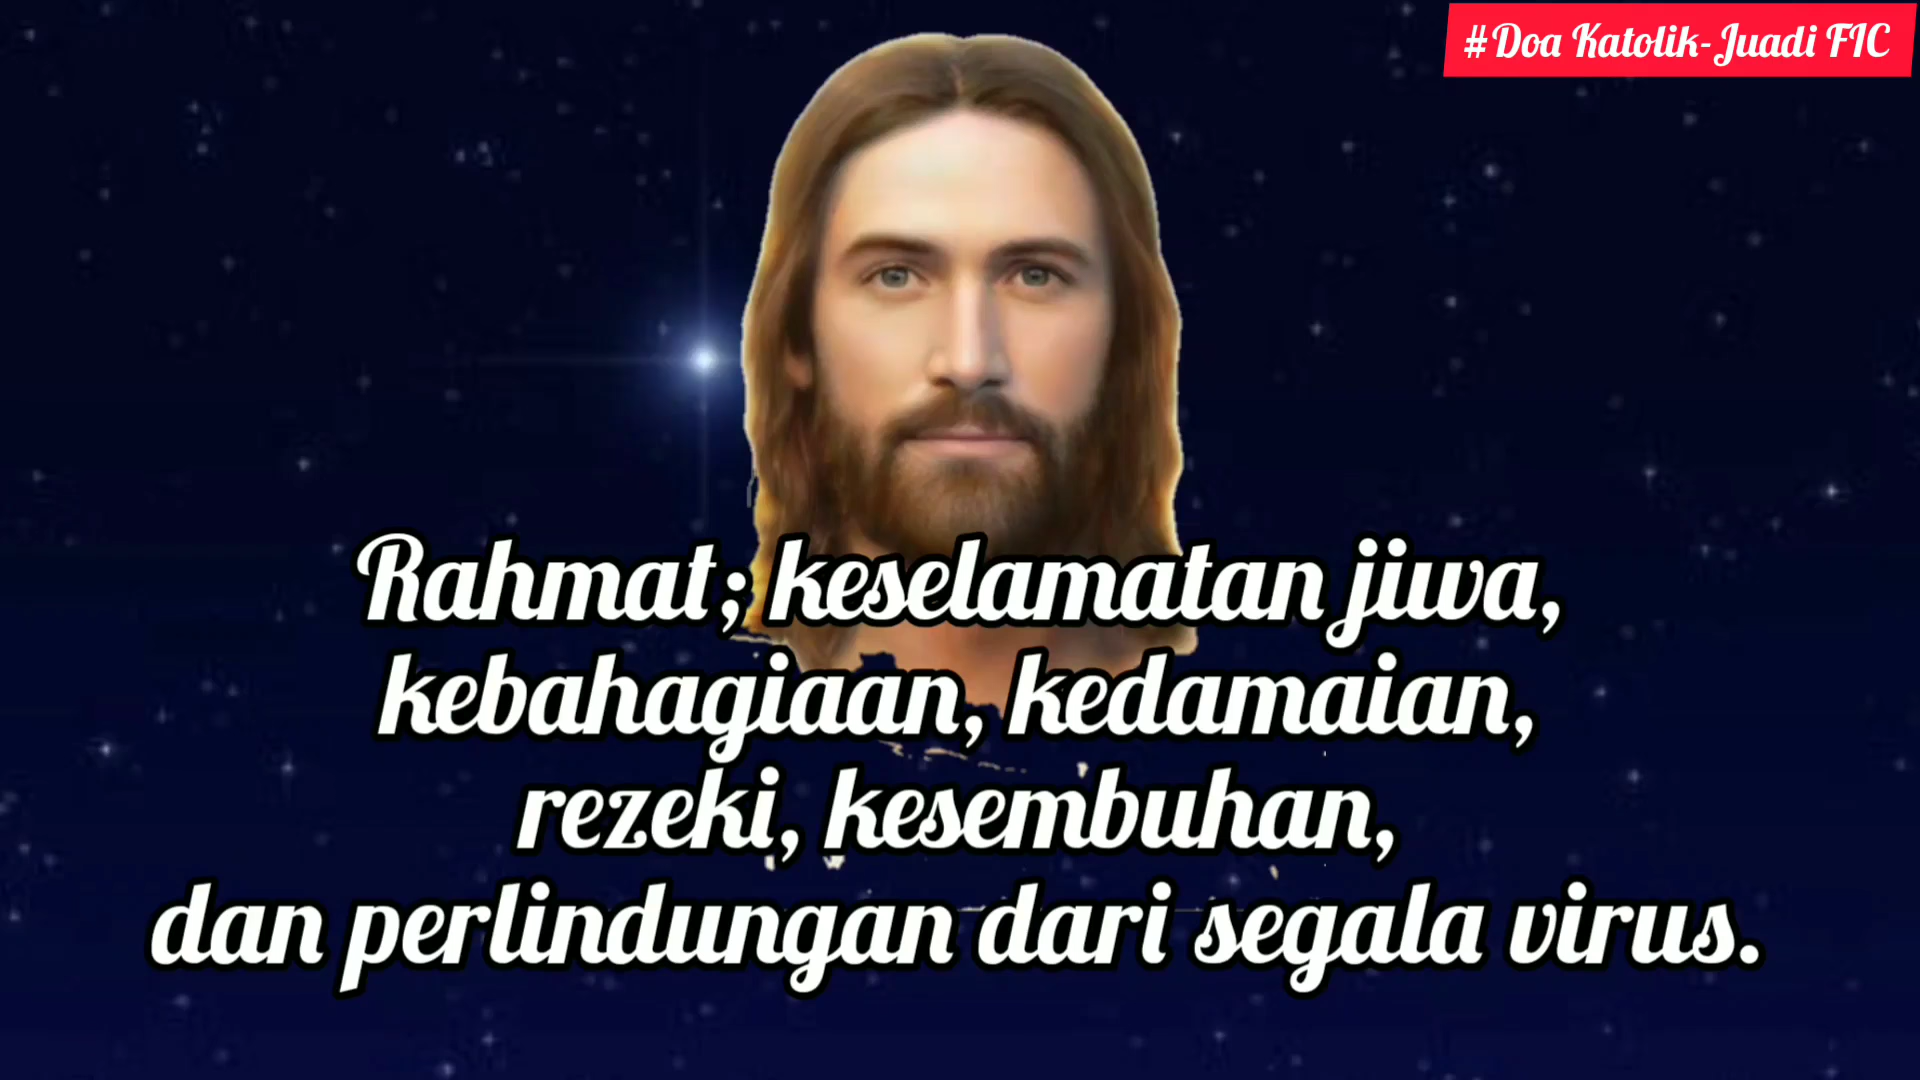 #Doa Katolik-Juadi FIC
Rahmat; keselamatan jiwa,
kebahagiaan, kedamaian,
rezeki, kesembuhan,
dan perlindungan dari segala virus.